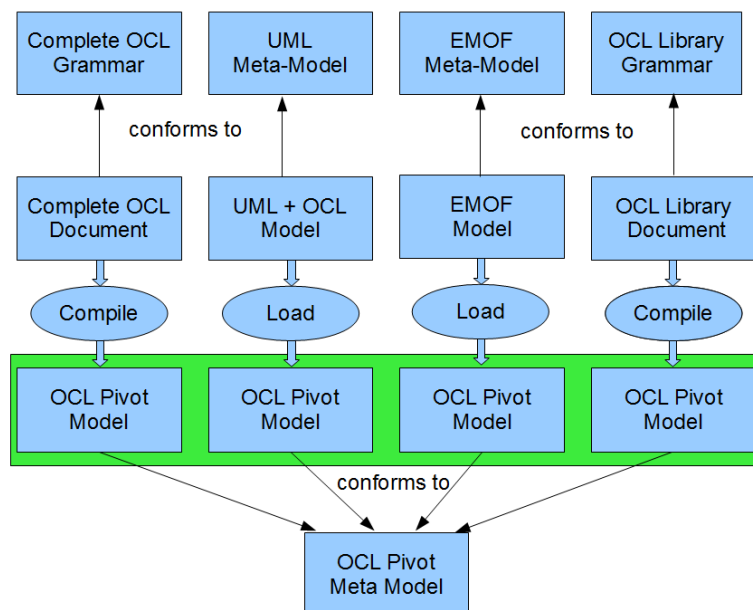 Complete OCL
Grammar
UML
Meta-Model
EMOF
Meta-Model
OCL Library
Grammar
conforms to
conforms to
Complete OCL
Document
UML + OCL
Model
EMOF
Model
OCL Library
Document
Compile
Load
Load
Compile
OCL Pivot
Model
OCL Pivot
Model
OCL Pivot
Model
OCL Pivot
Model
conforms to
OCL Pivot
Meta Model